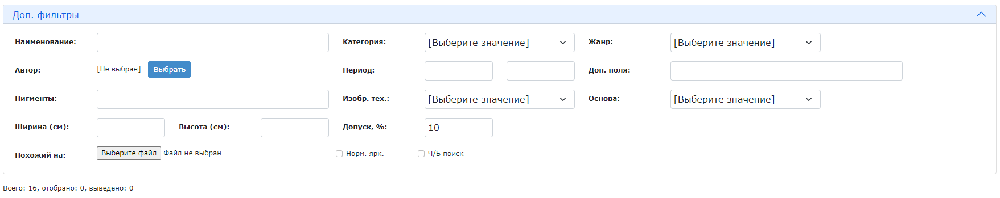 Доп. фильтры
Наименование: Категория: [Выберите значение] Жанр: [Выберите значение]
Автор: [Не выбран] Выбрать Период: Доп. поля:
Пигменты: Изобр. тех.: [Выберите значение] Основа: [Выберите значение]
Ширина (см): Высота (см): Допуск, %: 10
Похожий на: Выберите файл Файл не выбран Норм. ярк. Ч/Б поиск
Всего: 16, отобрано: 0, выведено: 0